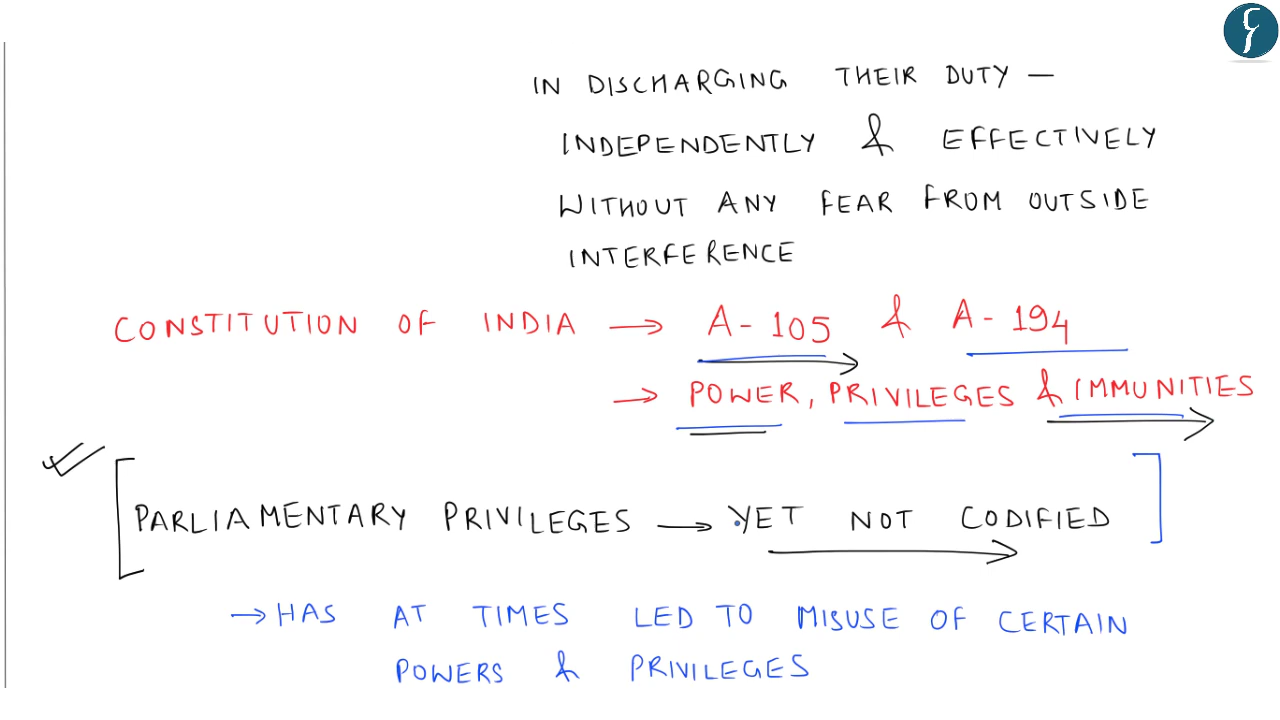 IN DISCHARGING THEIR DUTY —
INDEPENDENTLY & EFFECTIVELY
WITHOUT ANY FEAR FROM OUTSIDE
INTERFERENCE
CONSTITUTION OF INDIA → A-105 & A-194
→ POWER, PRIVILEGES & IMMUNITIES
[PARLIAMENTARY PRIVILEGES → YET NOT CODIFIED]
→ HAS AT TIMES LED TO MISUSE OF CERTAIN
POWERS & PRIVILEGES